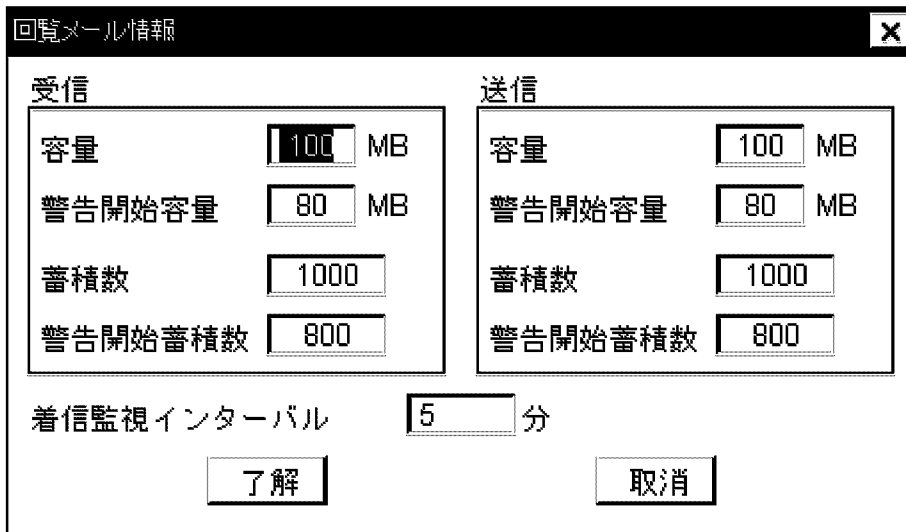 回覧メール情報
受信
容量 100 MB
警告開始容量 80 MB
蓄積数 1000
警告開始蓄積数 800
送信
容量 100 MB
警告開始容量 80 MB
蓄積数 1000
警告開始蓄積数 800
着信監視インターバル 5 分
了解 取消